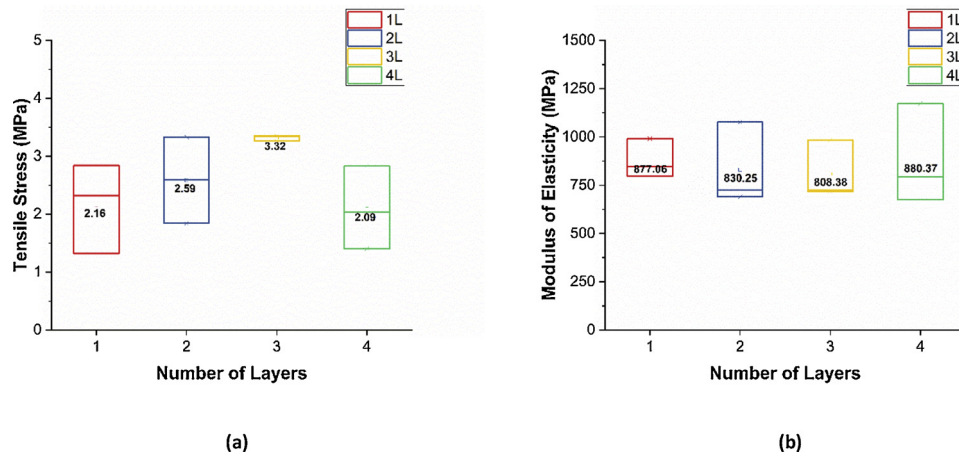 1L
2L
3L
4L
5
4
3
2
1
0
Tensile Stress (MPa)
2.16
2.59
3.32
2.09
1 2 3 4
Number of Layers
(a)
1L
2L
3L
4L
1500
1250
1000
750
500
250
0
Modulus of Elasticity (MPa)
877.06
830.25
808.38
880.37
1 2 3 4
Number of Layers
(b)